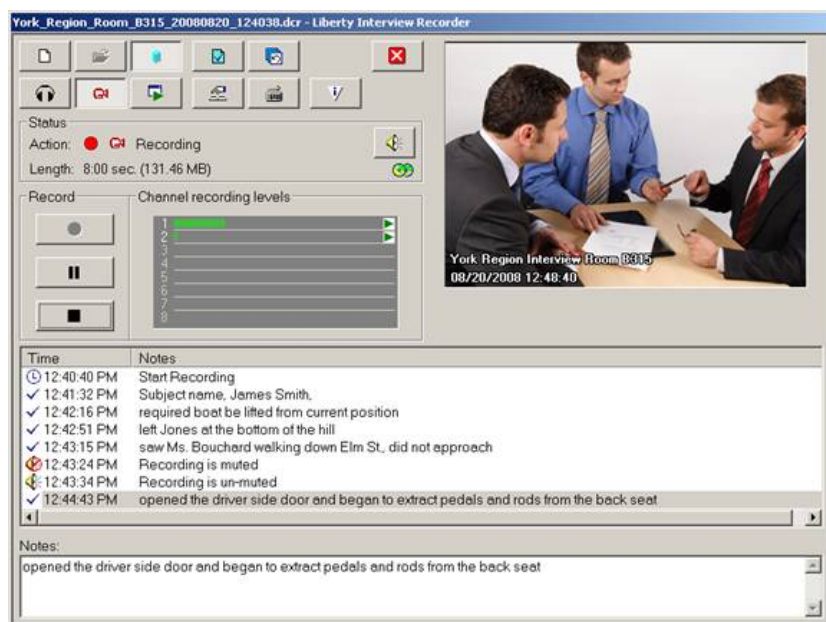 York_Region_Room_B315_20080820_124038.dcr - Liberty Interview Recorder
Status
Action: Recording
Length: 8:00 sec. (131.46 MB)
Record
Channel recording levels
1
2
3
4
5
6
7
8
York Region Interview Room B315
08/20/2008 12:48:40
Time Notes
12:40:40 PM Start Recording
12:41:32 PM Subject name, James Smith,
12:42:16 PM required boat be lifted from current position
12:42:51 PM left Jones at the bottom of the hill
12:43:15 PM saw Ms. Bouchard walking down Elm St., did not approach
12:43:24 PM Recording is muted
12:43:34 PM Recording is un-muted
12:44:43 PM opened the driver side door and began to extract pedals and rods from the back seat
Notes:
opened the driver side door and began to extract pedals and rods from the back seat